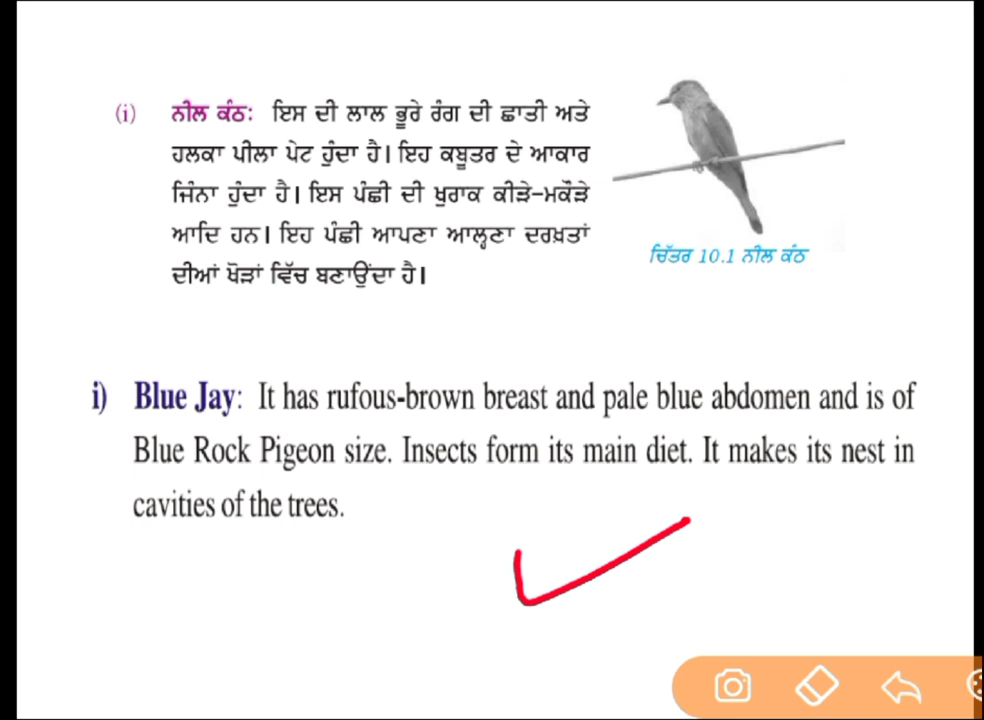 (i) ਨੀਲ ਕੰਠ: ਇਸ ਦੀ ਲਾਲ ਭੂਰੇ ਰੰਗ ਦੀ ਛਾਤੀ ਅਤੇ
ਹਲਕਾ ਪੀਲਾ ਪੇਟ ਹੁੰਦਾ ਹੈ। ਇਹ ਕਬੂਤਰ ਦੇ ਆਕਾਰ
ਜਿੰਨਾ ਹੁੰਦਾ ਹੈ। ਇਸ ਪੰਛੀ ਦੀ ਖੁਰਾਕ ਕੀੜੇ-ਮਕੌੜੇ
ਆਦਿ ਹਨ। ਇਹ ਪੰਛੀ ਆਪਣਾ ਆਲ੍ਹਣਾ ਦਰਖ਼ਤਾਂ
ਦੀਆਂ ਖੋੜਾਂ ਵਿੱਚ ਬਣਾਉਂਦਾ ਹੈ।
ਚਿੱਤਰ 10.1 ਨੀਲ ਕੰਠ
i) Blue Jay: It has rufous-brown breast and pale blue abdomen and is of
Blue Rock Pigeon size. Insects form its main diet. It makes its nest in
cavities of the trees.